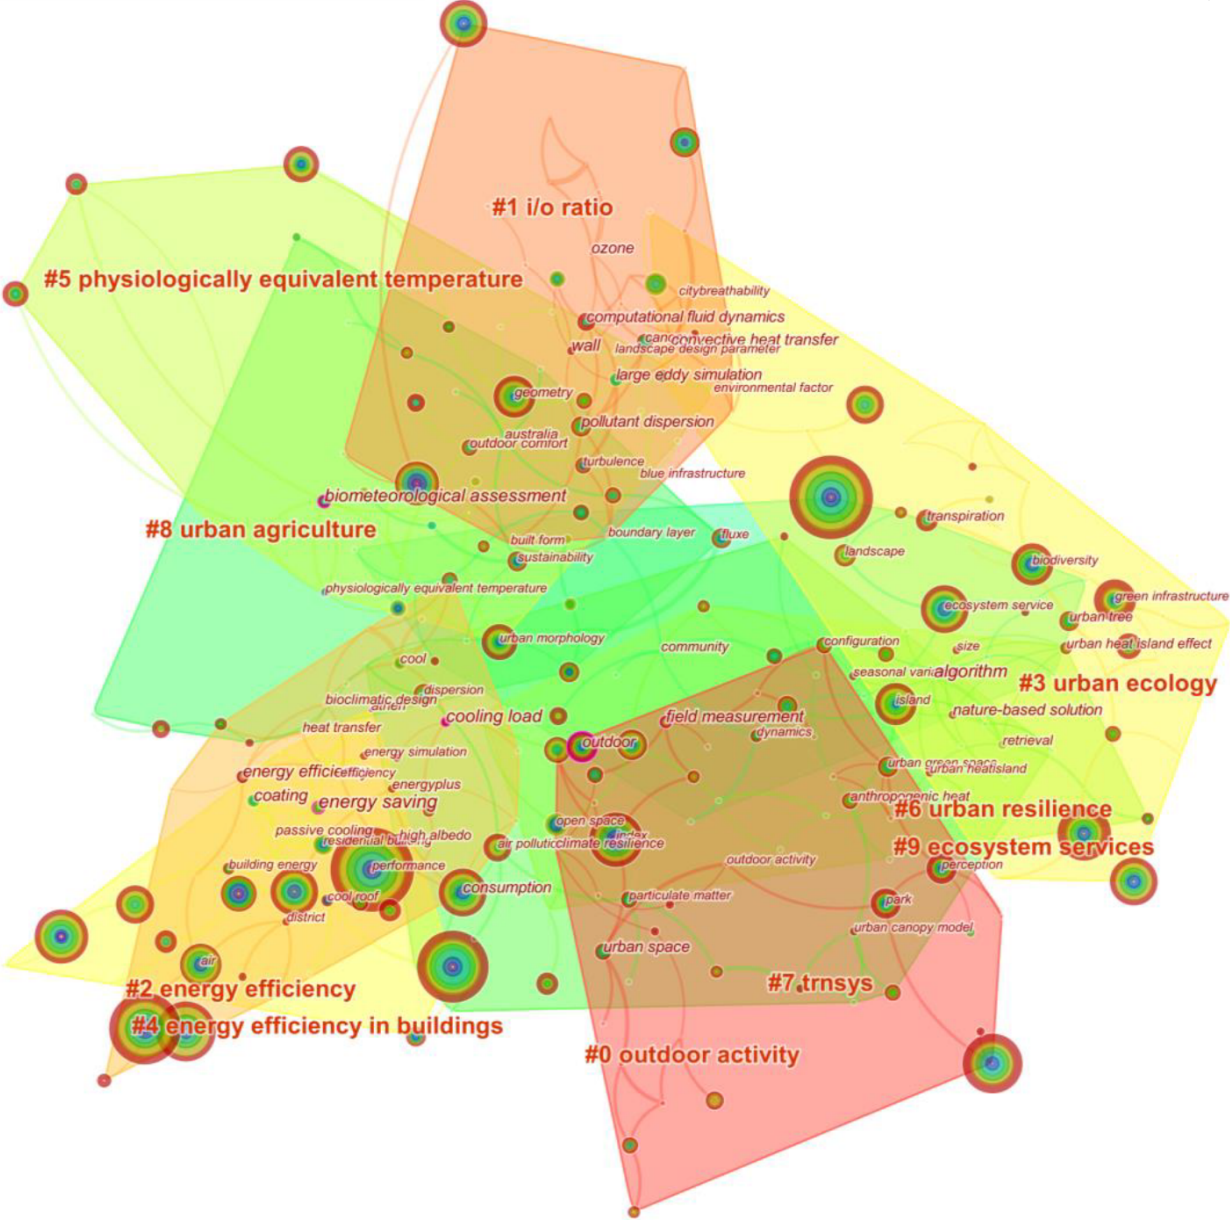 #1 i/o ratio
ozone
#5 physiologically equivalent temperature
citybreathability
computational fluid dynamics
convective heat transfer
wall
landscape design parameter
large eddy simulation
environmental factor
geometry
pollutant dispersion
australia
outdoor comfort
turbulence
blue infrastructure
biometeorological assessment
transpiration
#8 urban agriculture
boundary layer
fluxe
built form
landscape
sustainability
biodiversity
physiologically equivalent temperature
green infrastructure
ecosystem service
urban tree
urban morphology
community
configuration
size
urban heat island effect
cool
seasonal
algorithm
#3 urban ecology
dispersion
bioclimatic design
island
nature-based solution
cooling load
field measurement
heat transfer
dynamics
outdoor
retrieval
energy simulation
urban green space
urban heatisland
energy
efficiency
energyplus
coating
energy saving
anthropogenic heat
#6 urban resilience
open space
passive cooling
high albedo
index
residential
air
climate resilience
#9 ecosystem services
building energy
performance
outdoor activity
perception
consumption
cool roof
particulate matter
park
district
urban canopy model
urban space
air
#2 energy efficiency
#7 trnsys
#4 energy efficiency in buildings
#0 outdoor activity